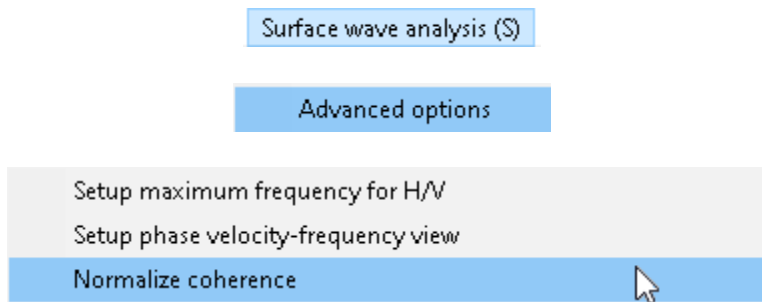 Surface wave analysis (S)
Advanced options
Setup maximum frequency for H/V
Setup phase velocity-frequency view
Normalize coherence